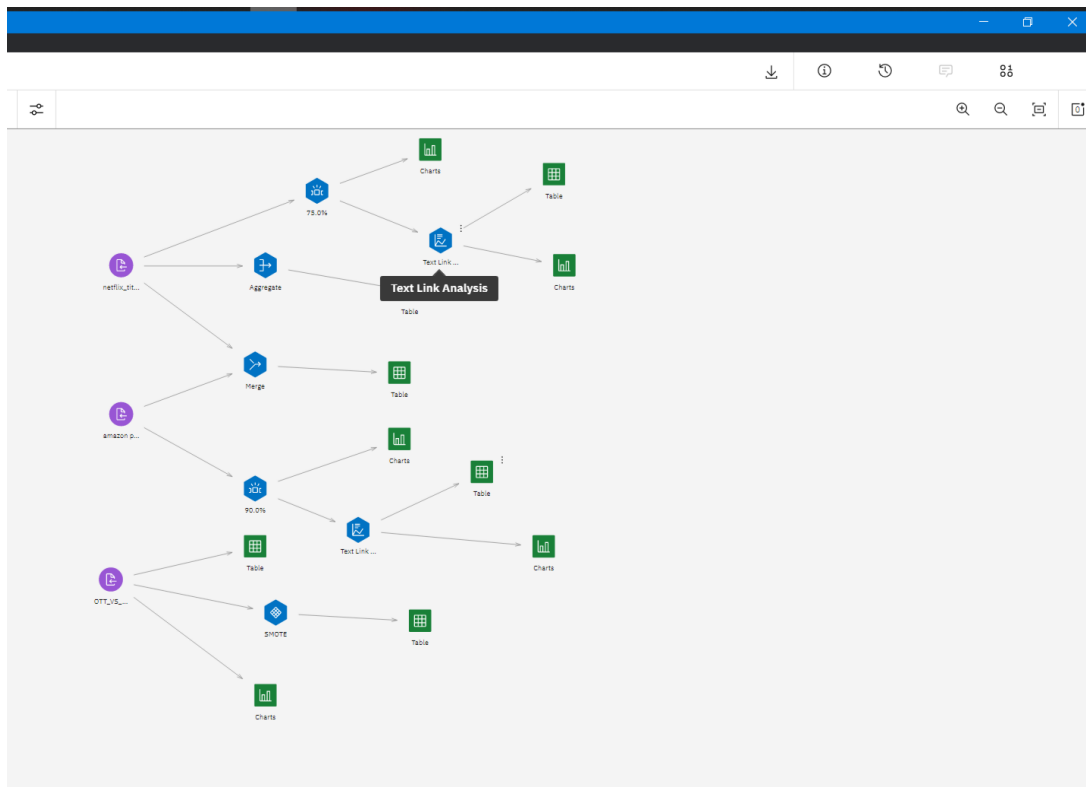 Charts
Table
73.0%
Text Link ...
netflix_tit...
Aggregate
Charts
Text Link Analysis
Table
Merge
Table
amazon p...
Charts
Table
90.0%
Text Link ...
Table
Charts
OTT_VS_...
SMOTE
Table
Charts